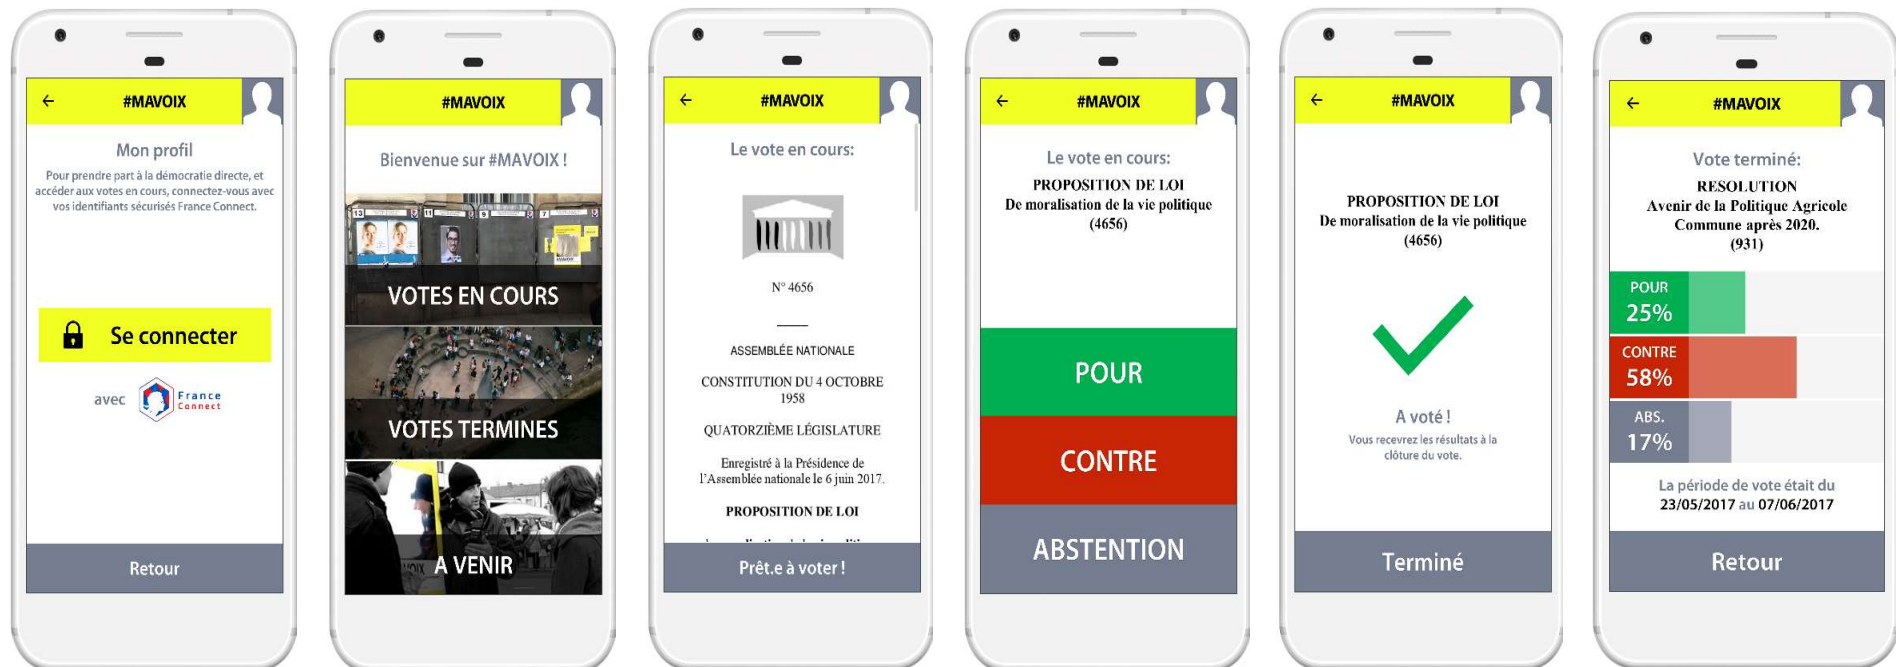 #MAVOIX
Mon profil
Pour prendre part à la démocratie directe, et
accéder aux votes en cours, connectez-vous avec
vos identifiants sécurisés France Connect.
Se connecter
avec
France
Connect
Retour
#MAVOIX
Bienvenue sur #MAVOIX !
13
11
9
7
VOTES EN COURS
VOTES TERMINES
A VENIR
#MAVOIX
Le vote en cours:
N° 4656
ASSEMBLÉE NATIONALE
CONSTITUTION DU 4 OCTOBRE
1958
QUATORZIÈME LÉGISLATURE
Enregistré à la Présidence de
l'Assemblée nationale le 6 juin 2017.
PROPOSITION DE LOI
Prêt.e à voter !
#MAVOIX
Le vote en cours:
PROPOSITION DE LOI
De moralisation de la vie politique
(4656)
POUR
CONTRE
ABSTENTION
#MAVOIX
PROPOSITION DE LOI
De moralisation de la vie politique
(4656)
A voté !
Vous recevrez les résultats à la
clôture du vote.
Terminé
#MAVOIX
Vote terminé:
RESOLUTION
Avenir de la Politique Agricole
Commune après 2020.
(931)
POUR
25%
CONTRE
58%
ABS.
17%
La période de vote était du
23/05/2017 au 07/06/2017
Retour